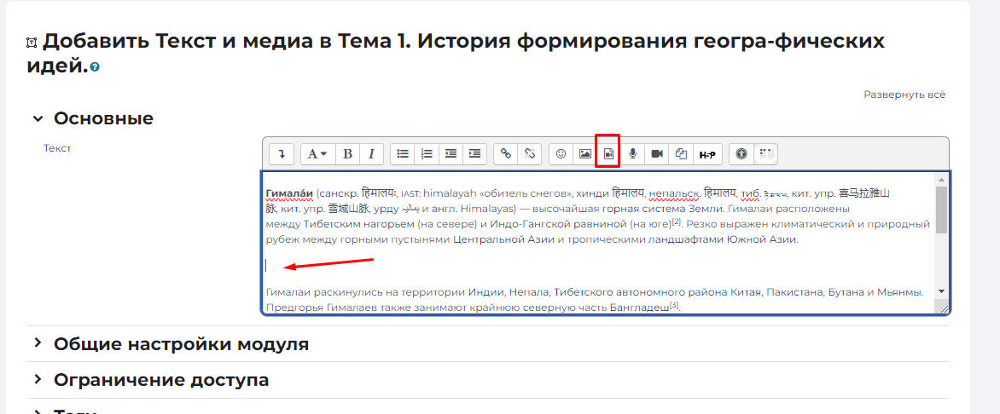 Добавить Текст и медиа в Тема 1. История формирования геогра-фических
идей.
Развернуть всё
Основные
Текст
A B I H-P
Гимала́и (санскр. हिमालयः, IAST: himālayaḥ «обитель снегов», хинди हिमालय, непальск. हिमालय, тиб. кит. упр. 喜马拉雅山
脉, кит. упр. 雪域山脉, урду ہمالیہ и англ. Himalayas) — высочайшая горная система Земли. Гималаи расположены
между Тибетским нагорьем (на севере) и Индо-Гангской равниной (на юге)[2]. Резко выражен климатический и природный
рубеж между горными пустынями Центральной Азии и тропическими ландшафтами Южной Азии.
Гималаи раскинулись на территории Индии, Непала, Тибетского автономного района Китая, Пакистана, Бутана и Мьянмы.
Предгорья Гималаев также занимают крайнюю северную часть Бангладеш[3].
Общие настройки модуля
Ограничение доступа
Теги